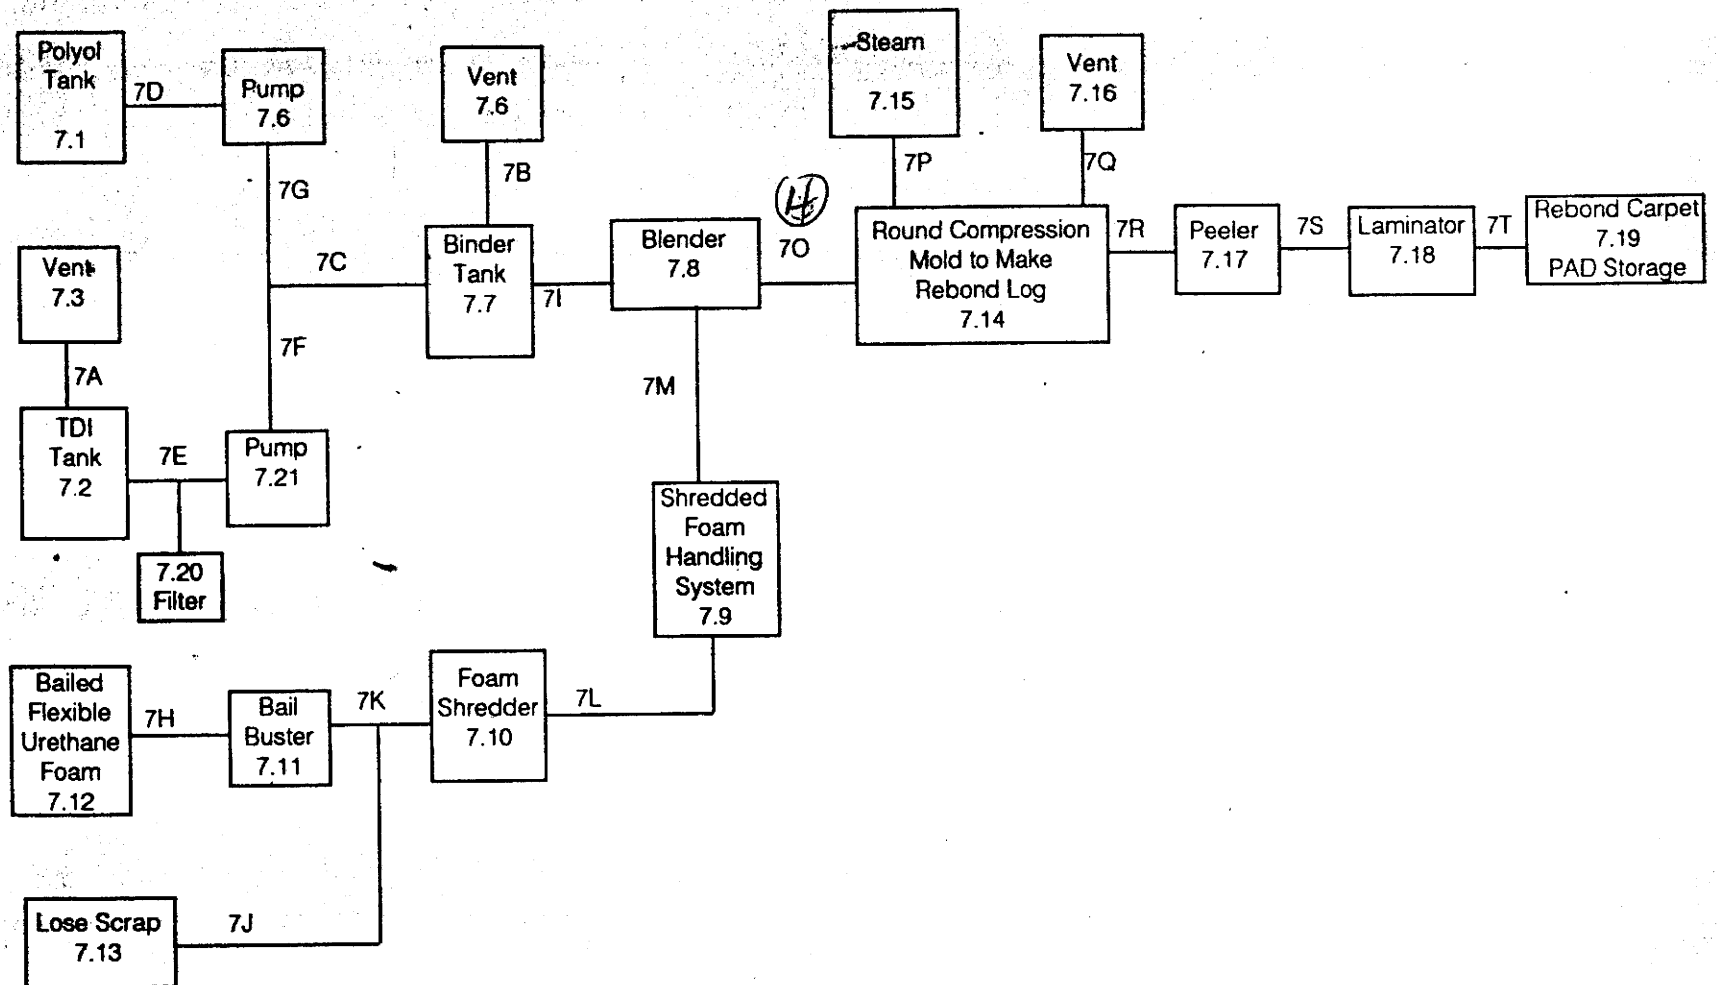 Polyol
Tank
7.1
7D
Pump
7.6
Vent
7.6
Steam
7.15
Vent
7.16
7G
7B
7P
7Q
Vent
7.3
7C
Binder
Tank
7.7
7I
Blender
7.8
7O
Round Compression
Mold to Make
Rebond Log
7.14
7R
Peeler
7.17
7S
Laminator
7.18
7T
Rebond Carpet
7.19
PAD Storage
7A
7F
7M
TDI
Tank
7.2
7E
Pump
7.21
7.20
Filter
Shredded
Foam
Handling
System
7.9
Bailed
Flexible
Urethane
Foam
7.12
7H
Bail
Buster
7.11
7K
Foam
Shredder
7.10
7L
Lose Scrap
7.13
7J